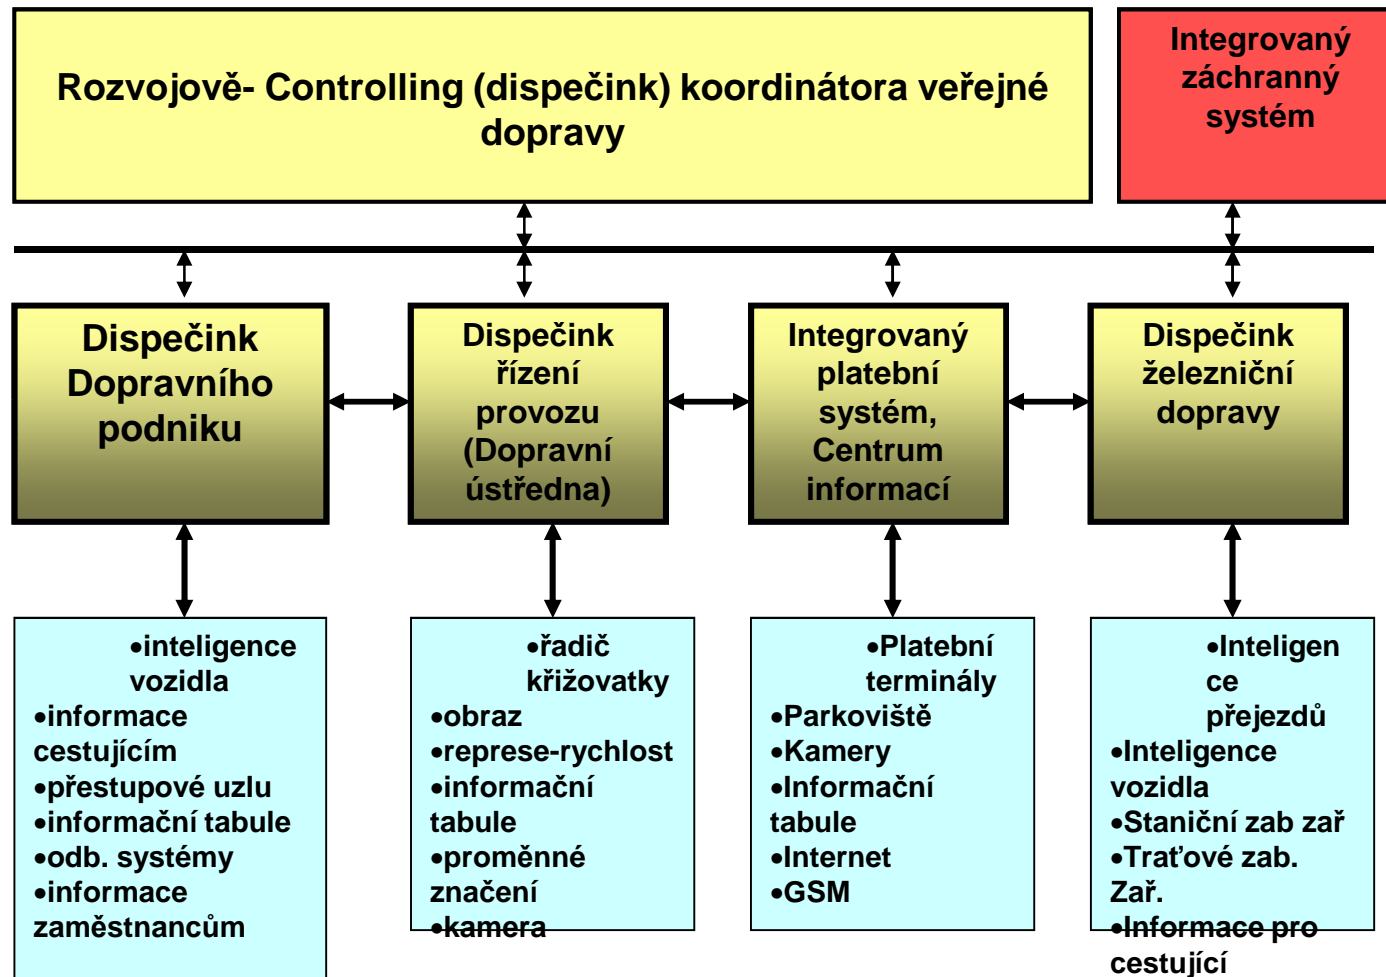 Rozvojově- Controlling (dispečink) koordinátora veřejné
dopravy
Integrovaný
záchranný
systém
Dispečink
Dopravního
podniku
Dispečink
řízení
provozu
(Dopravní
ústředna)
Integrovaný
platební
systém,
Centrum
informací
Dispečink
železniční
dopravy
•inteligence
vozidla
•informace
cestujícím
•přestupové uzlu
•informační tabule
•odb. systémy
•informace
zaměstnancům
•řadič
křižovatky
•obraz
•represe-rychlost
•informační
tabule
•proměnné
značení
•kamera
•Platební
terminály
•Parkoviště
•Kamery
•Informační
tabule
•Internet
•GSM
•Inteligen
ce
přejezdů
•Inteligence
vozidla
•Staniční zab zař
•Traťové zab.
Zař.
•Informace pro
cestující